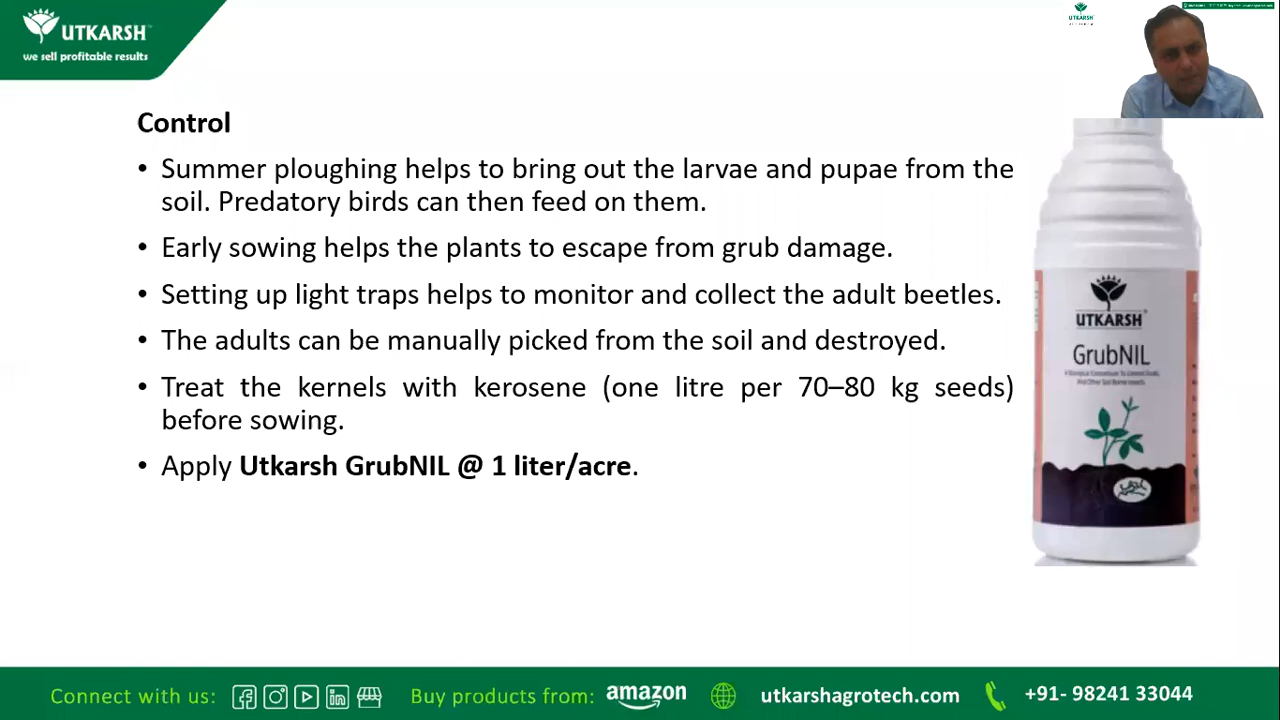 UTKARSH
we sell profitable results
UTKARSH
Control
• Summer ploughing helps to bring out the larvae and pupae from the
soil. Predatory birds can then feed on them.
• Early sowing helps the plants to escape from grub damage.
• Setting up light traps helps to monitor and collect the adult beetles.
• The adults can be manually picked from the soil and destroyed.
• Treat the kernels with kerosene (one litre per 70–80 kg seeds)
before sowing.
• Apply Utkarsh GrubNIL @ 1 liter/acre.
UTKARSH
GrubNIL
Connect with us:
Buy products from: amazon
utkarshagrotech.com
+91- 98241 33044